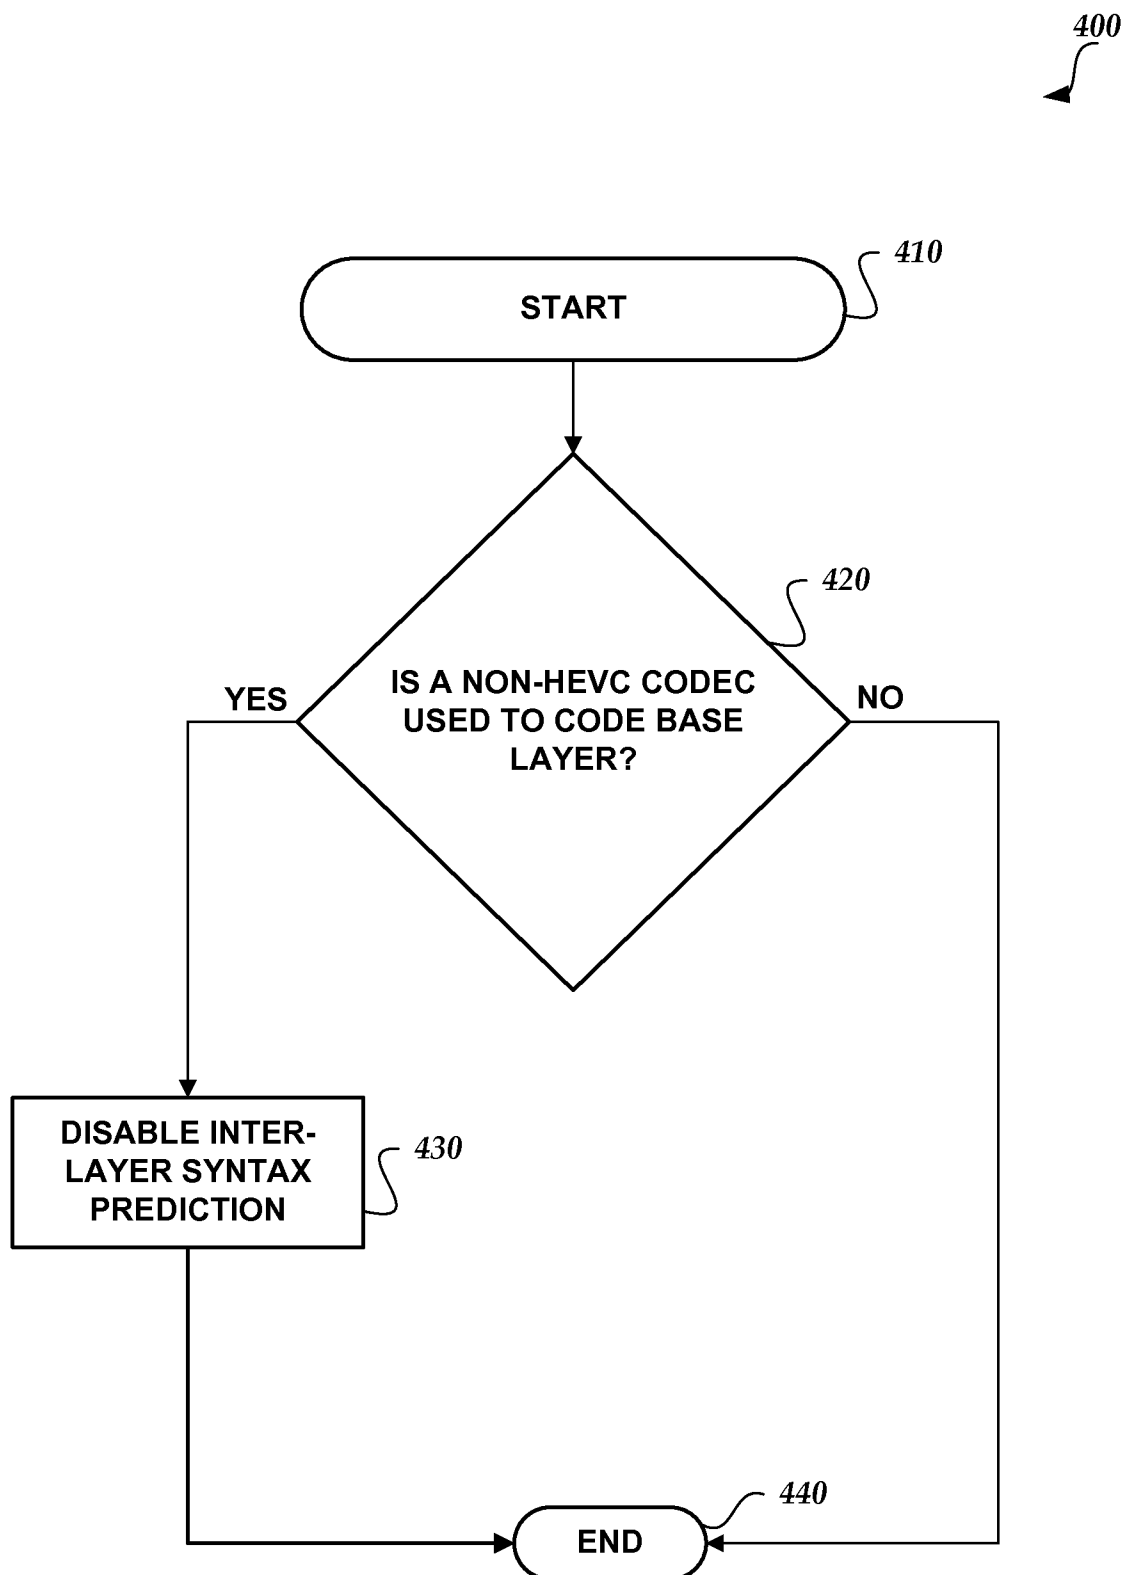 400
START
410
IS A NON-HEVC CODEC
USED TO CODE BASE
LAYER?
420
YES
NO
DISABLE INTER-
LAYER SYNTAX
PREDICTION
430
END
440